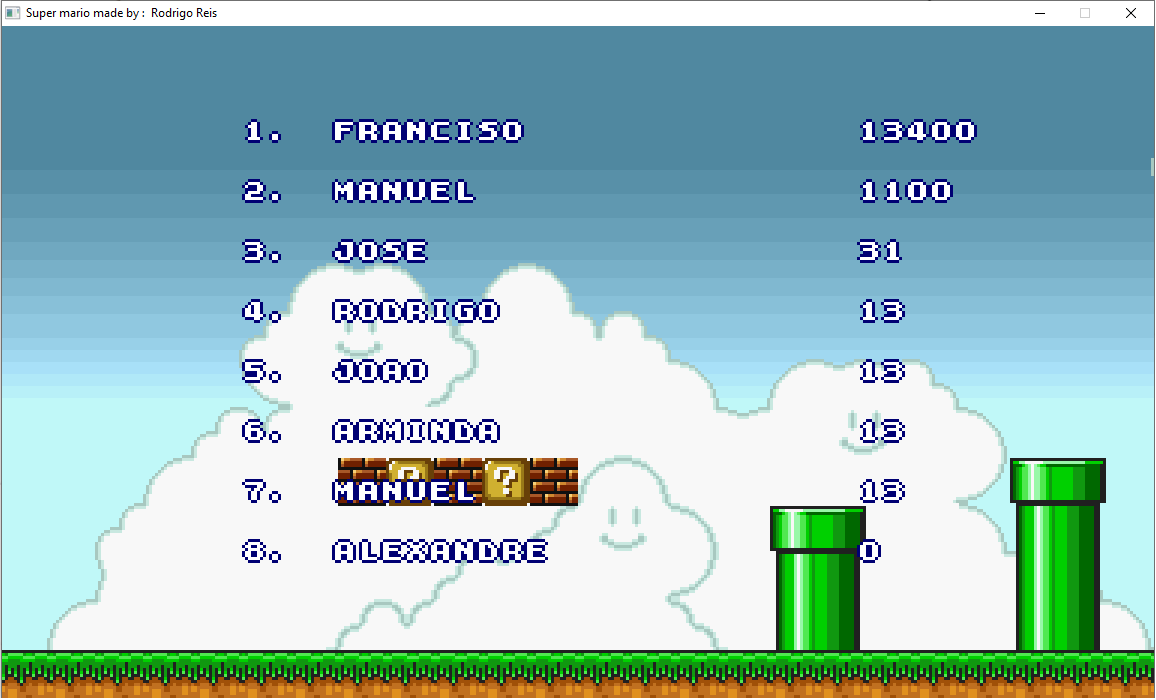 Super mario made by : Rodrigo Reis
1. FRANCISO 13400
2. MANUEL 1100
3. JOSE 31
4. RODRIGO 13
5. JOAO 13
? ?
6. ARMINDA 13
7. MANUEL 13
8. ALEXANDRE 0